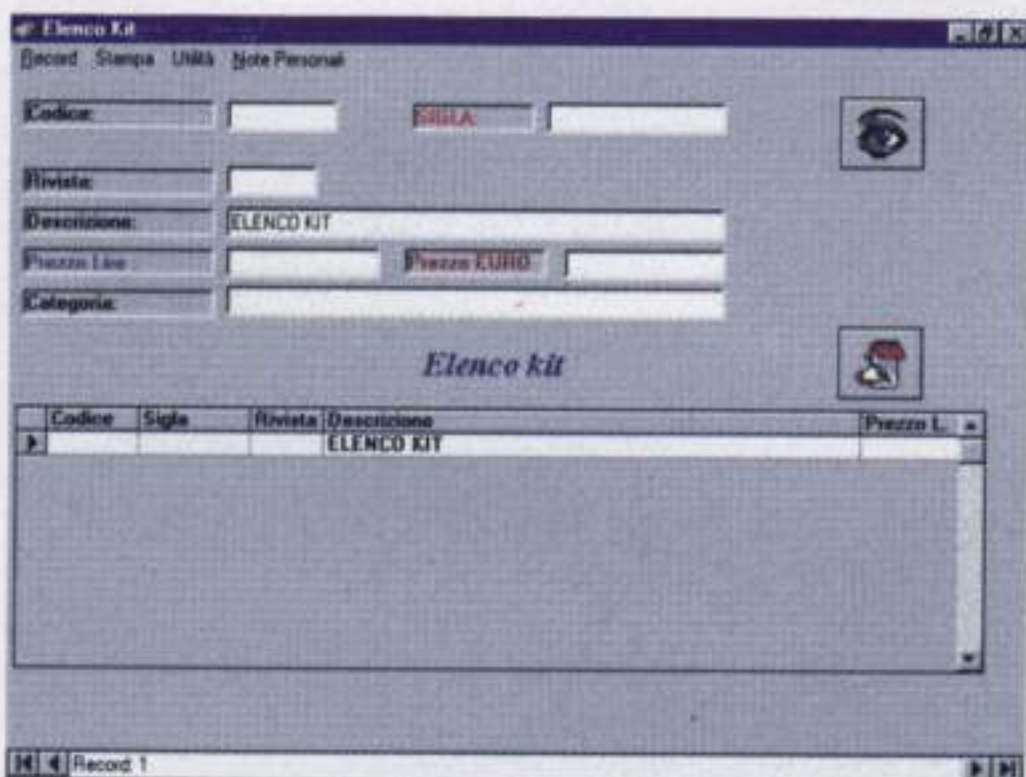 Elenco Kit
Record Stampa Utilità Note Personali
Codice: SIGLA:
Rivista:
Descrizione: ELENCO KIT
Prezzo Lire : Prezzo EURO
Categoria:
Elenco kit
Codice Sigla Rivista Descrizione Prezzo L.
ELENCO KIT
Record: 1